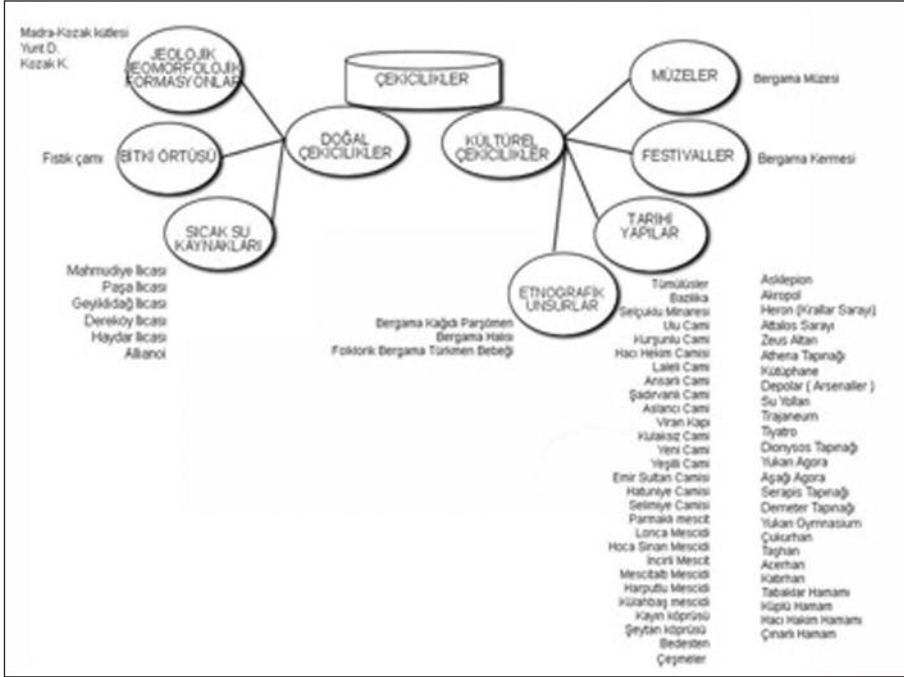 Madra-Kozak kütlesi
Yunt D.
Kozak K.
JEOLOJİK
JEOMORFOLOJİK
FORMASYONLAR
ÇEKİCİLİKLER
MÜZELER
Bergama Müzesi
DOĞAL
ÇEKİCİLİKLER
KÜLTÜREL
ÇEKİCİLİKLER
Fıstık çamı
BİTKİ ÖRTÜSÜ
FESTİVALLER
Bergama Kermesi
SICAK SU
KAYNAKLARI
TARİHİ
YAPILAR
Mahmudiye Ilıcası
Paşa Ilıcası
Geyiklidağ Ilıcası
Dereköy Ilıcası
Haydar Ilıcası
Allianoi
ETNOGRAFİK
UNSURLAR
Bergama Kağıdı Parşömen
Bergama Halısı
Folklorik Bergama Türkmen Bebeği
Tümülüsler
Bazilika
Selçuklu Minaresi
Ulu Cami
Kurşunlu Cami
Hacı Hekim Camisi
Laleli Cami
Ansarlı Cami
Şadırvanlı Cami
Aslancı Cami
Viran Kapı
Kulaksız Cami
Yeni Cami
Yeşilli Cami
Emir Sultan Camisi
Hatuniye Camisi
Selimiye Camisi
Parmaklı mescit
Lonca Mescidi
Hoca Sinan Mescidi
İncirli Mescit
Mescitaltı Mescidi
Harputlu Mescidi
Külahbaş mescidi
Kayın köprüsü
Şeytan köprüsü
Bedesten
Çeşmeler
Asklepion
Akropol
Heron (Krallar Sarayı)
Attalos Sarayı
Zeus Altarı
Athena Tapınağı
Kütüphane
Depolar ( Arsenaller )
Su Yolları
Trajaneum
Tiyatro
Dionysos Tapınağı
Yukarı Agora
Aşağı Agora
Serapis Tapınağı
Demeter Tapınağı
Yukarı Gymnasium
Çukurhan
Taşhan
Acerhan
Katırhan
Tabaklar Hamamı
Küplü Hamam
Hacı Hakim Hamamı
Çınarlı Hamam